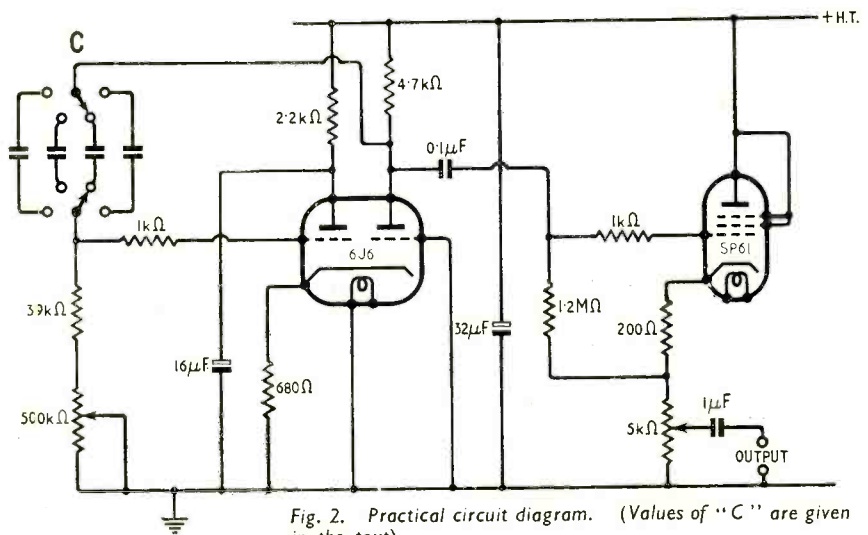 +H.T.
C
4·7kΩ
2·2kΩ
0·1μF
1kΩ
1kΩ
6J6
SP61
39kΩ
1·2MΩ
32μF
200Ω
16μF
680Ω
500kΩ
1μF
5kΩ
OUTPUT
Fig. 2. Practical circuit diagram. (Values of "C" are given
in the text)